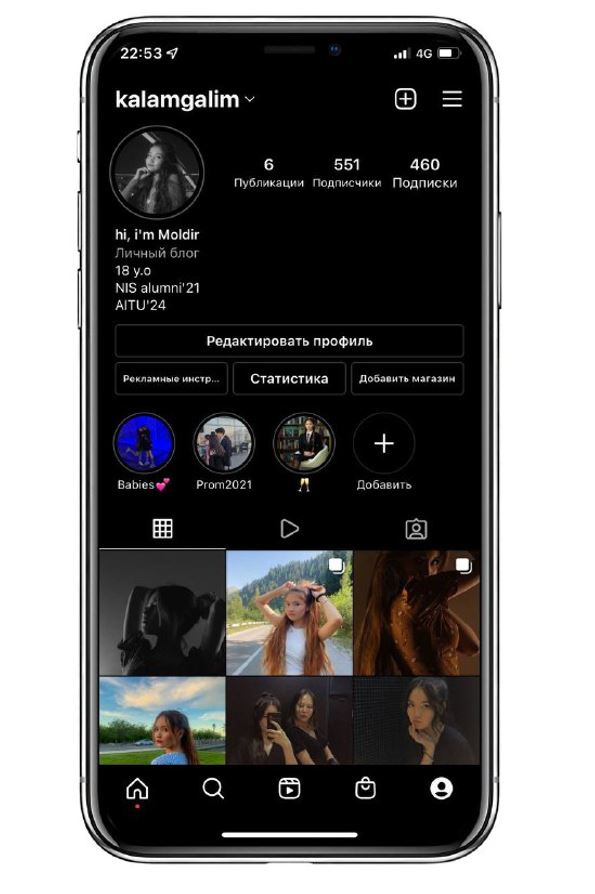 22:53
4G
kalamgalim
6 551 460
Публикации Подписчики Подписки
hi, i'm Moldir
Личный блог
18 y.o
NIS alumni'21
AITU'24
Редактировать профиль
Рекламные инстр... Статистика Добавить магазин
Babies💕 Prom2021 🥂 Добавить